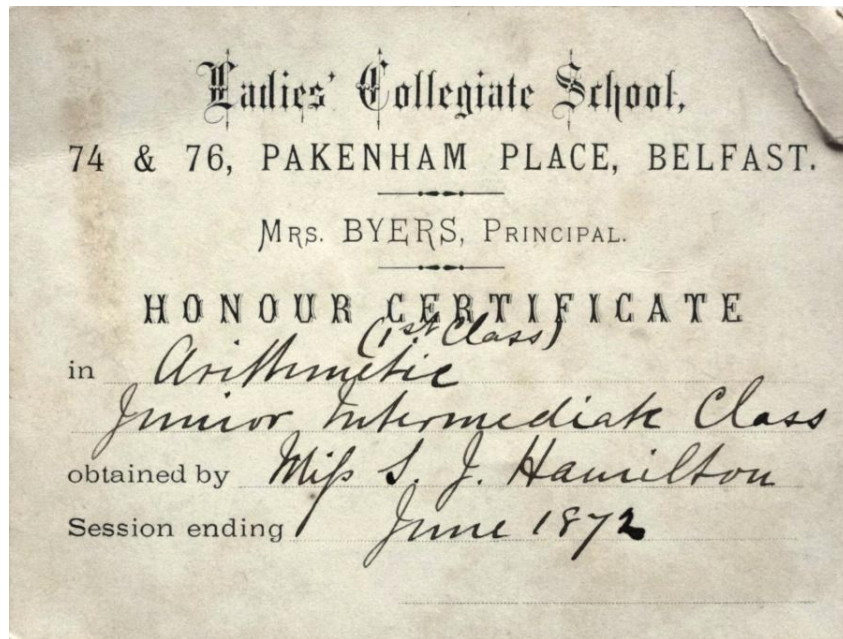 Ladies' Collegiate School,
74 & 76, PAKENHAM PLACE, BELFAST.
MRS. BYERS, PRINCIPAL.
HONOUR CERTIFICATE
(1st Class)
in Arithmetic
Junior Intermediate Class
obtained by Miss S. J. Hamilton
Session ending June 1872